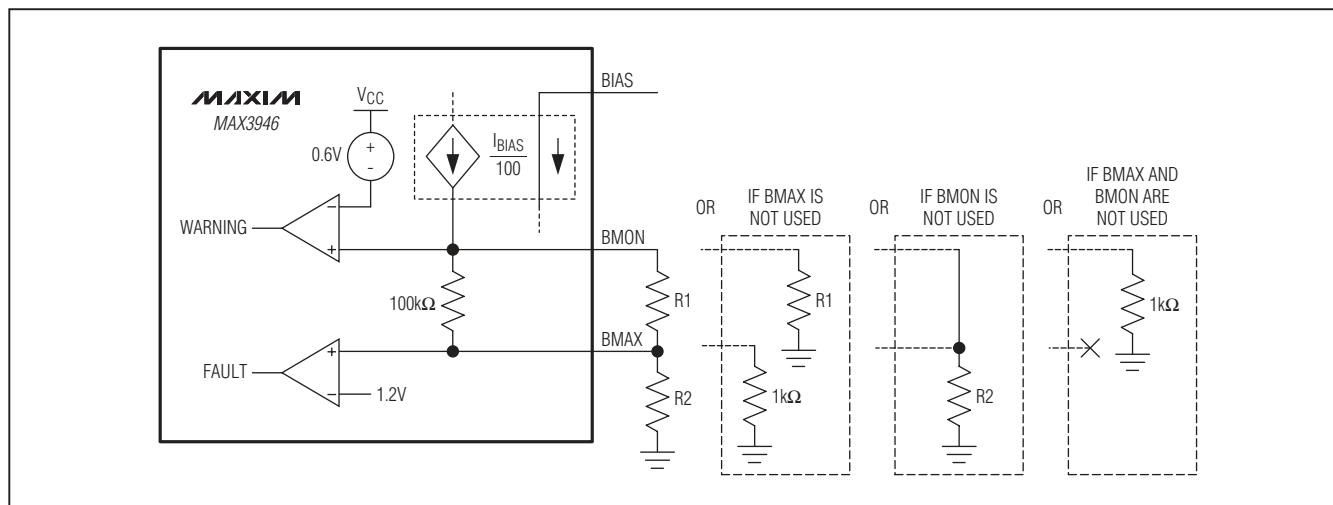 MAXIM
MAX3946
VCC
0.6V
+
-
IBIAS
100
BIAS
WARNING
-
+
BMON
100kΩ
R1
BMAX
FAULT
+
-
1.2V
R2
OR
IF BMAX IS
NOT USED
R1
1kΩ
OR
IF BMON IS
NOT USED
R2
OR
IF BMAX AND
BMON ARE
NOT USED
1kΩ